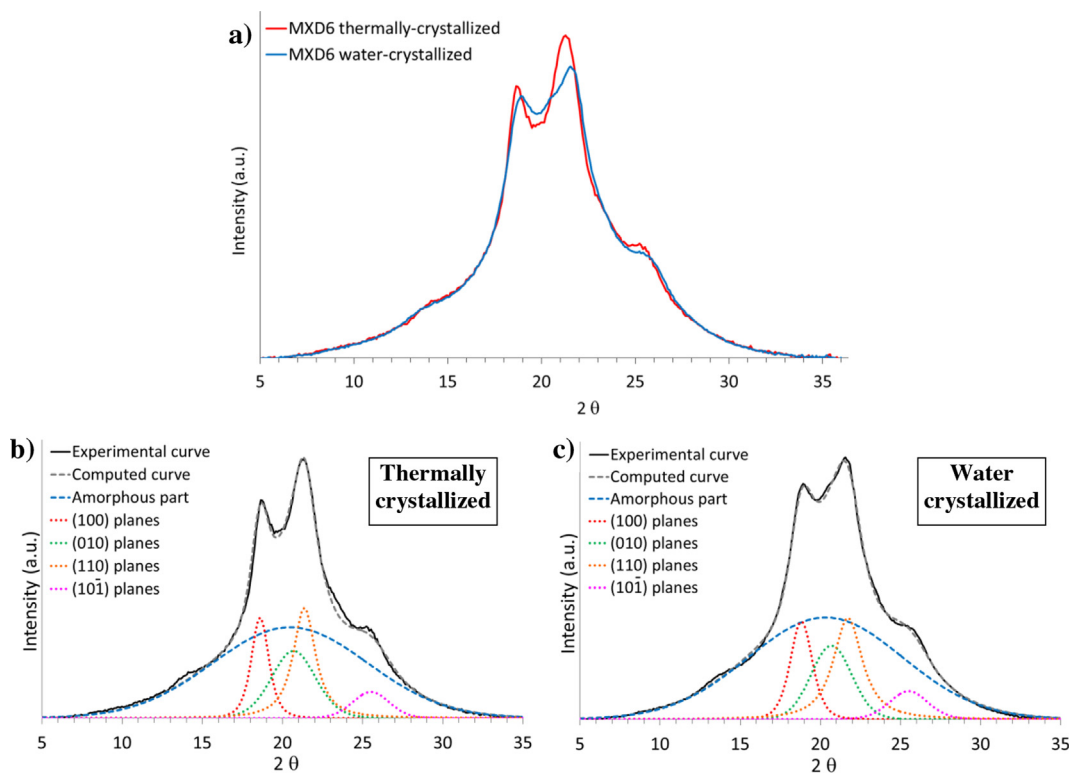 a)
MXD6 thermally-crystallized
MXD6 water-crystallized
Intensity (a.u.)
5 10 15 20 25 30 35
2 θ
b)
Experimental curve
Computed curve
Amorphous part
(100) planes
(010) planes
(110) planes
(101̄) planes
Thermally
crystallized
Intensity (a.u.)
5 10 15 20 25 30 35
2 θ
c)
Experimental curve
Computed curve
Amorphous part
(100) planes
(010) planes
(110) planes
(101̄) planes
Water
crystallized
Intensity (a.u.)
5 10 15 20 25 30 35
2 θ